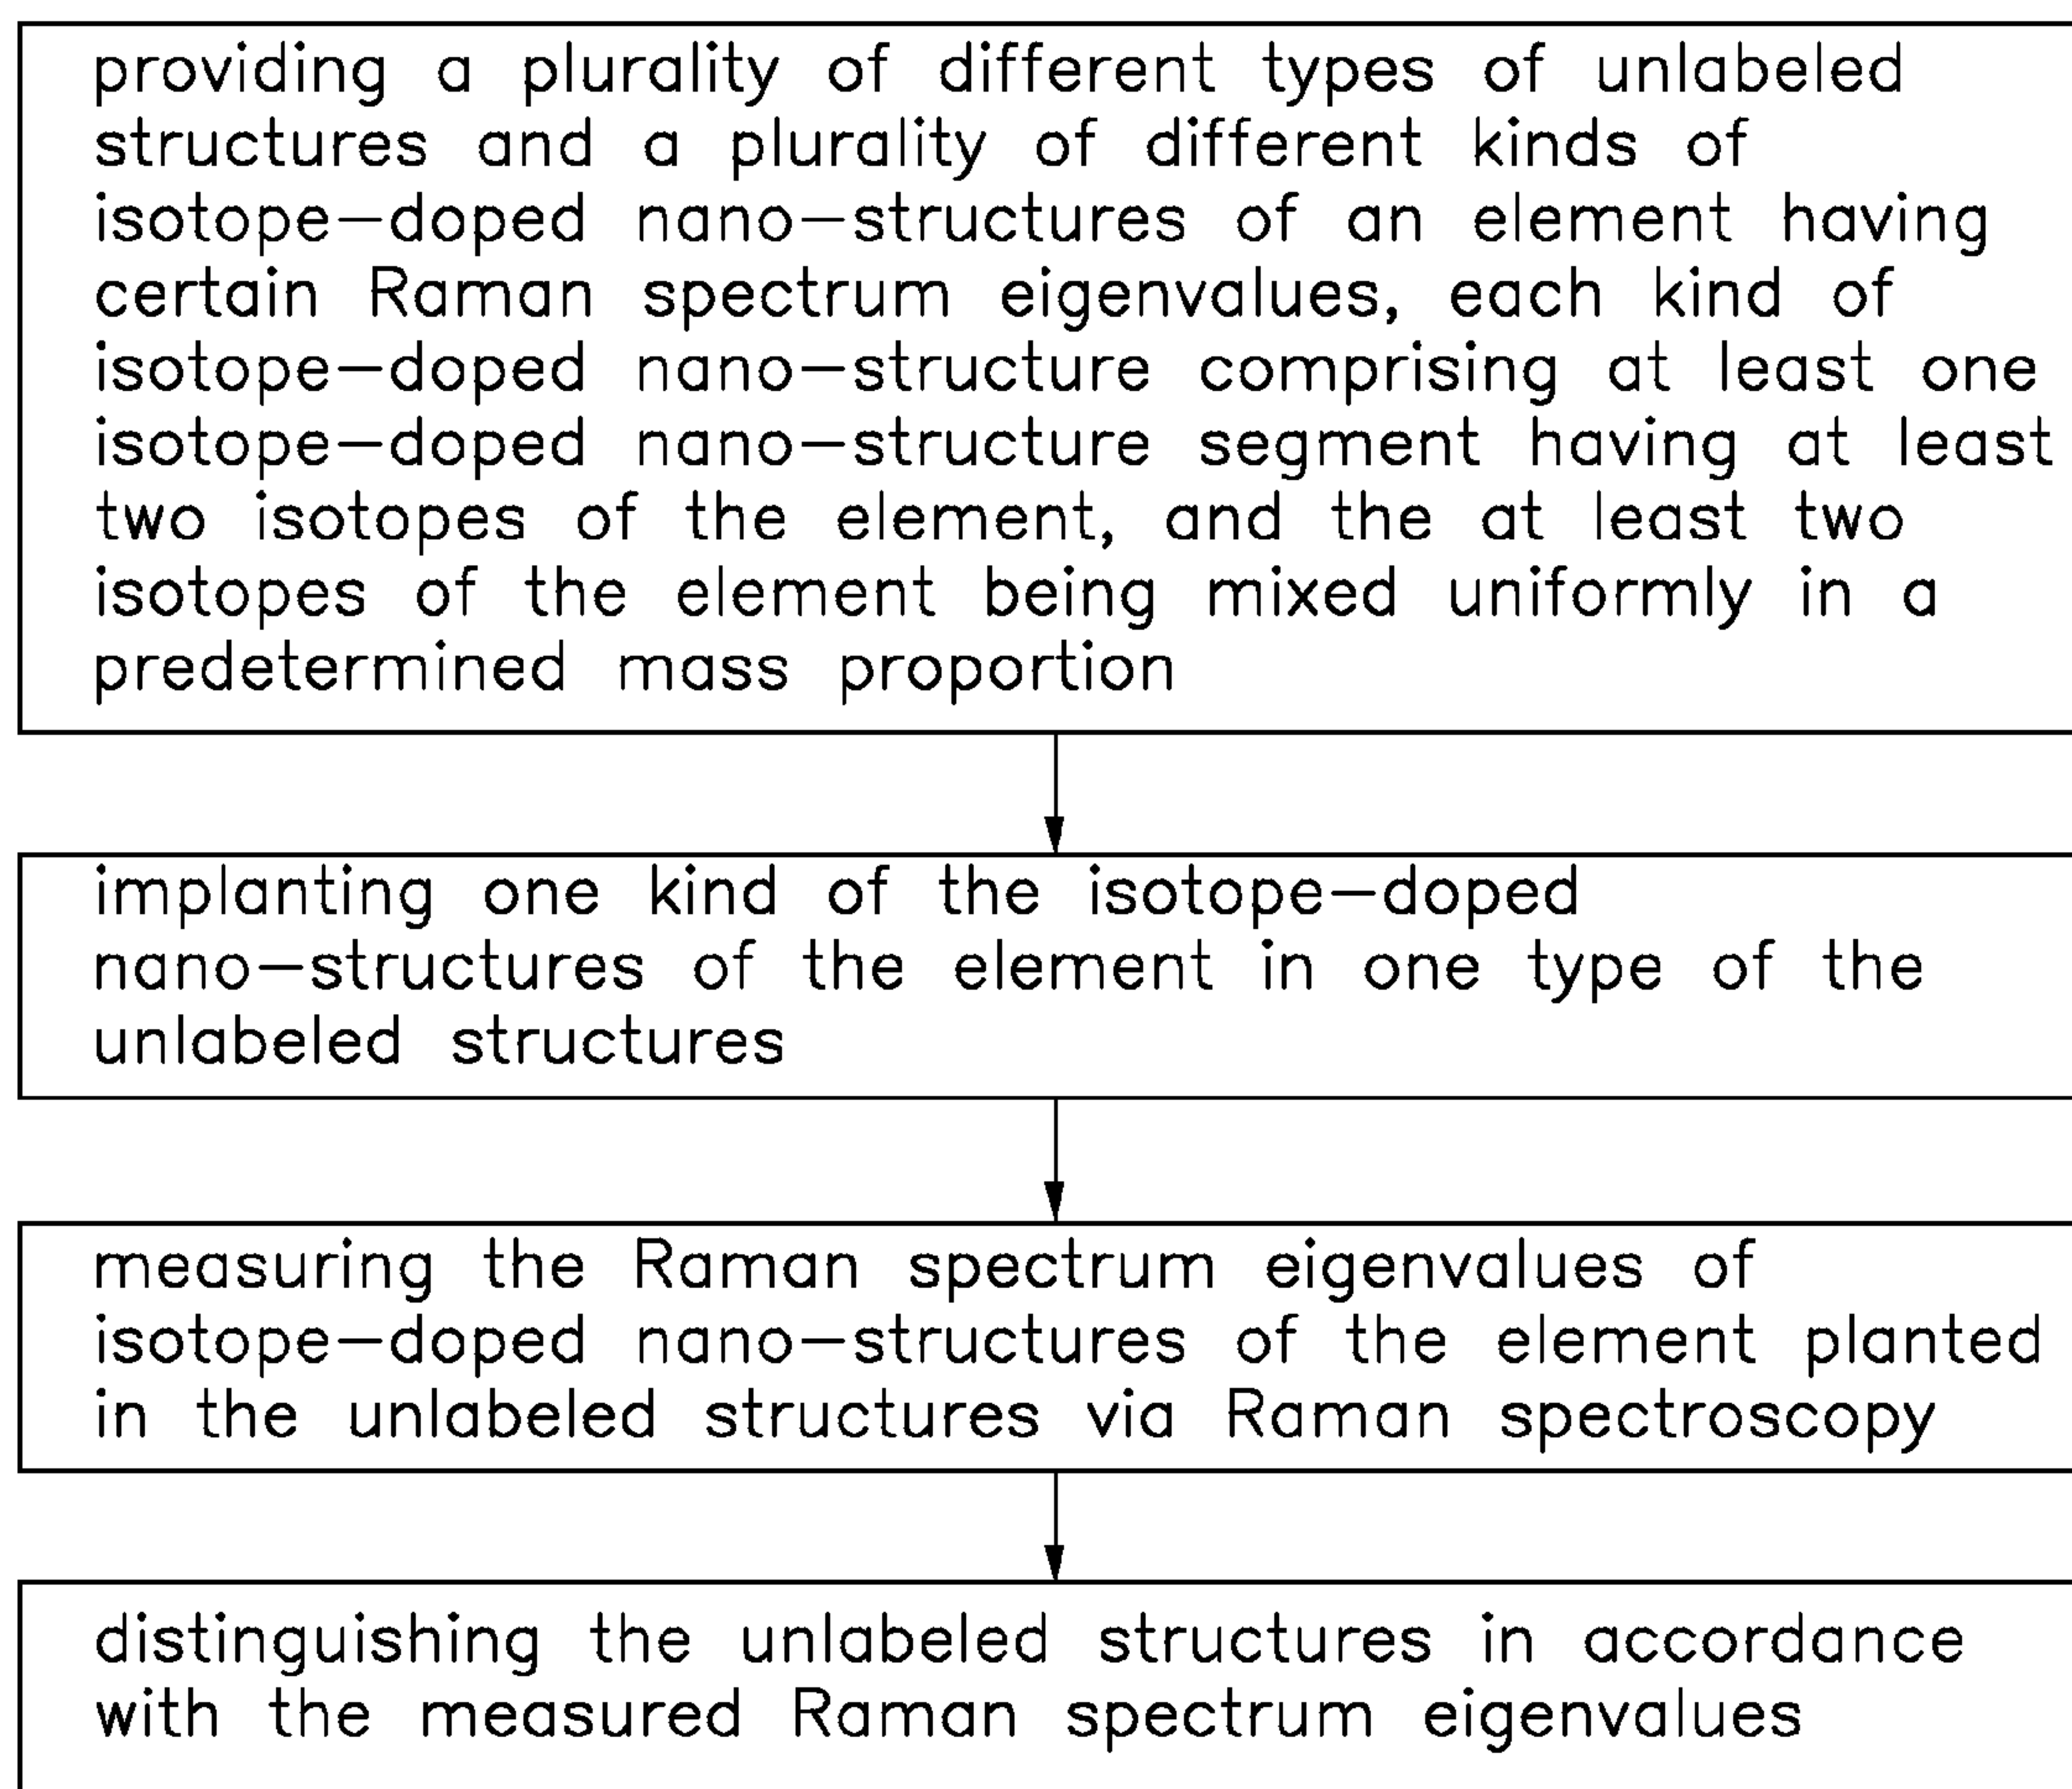 providing a plurality of different types of unlabeled
structures and a plurality of different kinds of
isotope-doped nano-structures of an element having
certain Raman spectrum eigenvalues, each kind of
isotope-doped nano-structure comprising at least one
isotope-doped nano-structure segment having at least
two isotopes of the element, and the at least two
isotopes of the element being mixed uniformly in a
predetermined mass proportion
implanting one kind of the isotope-doped
nano-structures of the element in one type of the
unlabeled structures
measuring the Raman spectrum eigenvalues of
isotope-doped nano-structures of the element planted
in the unlabeled structures via Raman spectroscopy
distinguishing the unlabeled structures in accordance
with the measured Raman spectrum eigenvalues